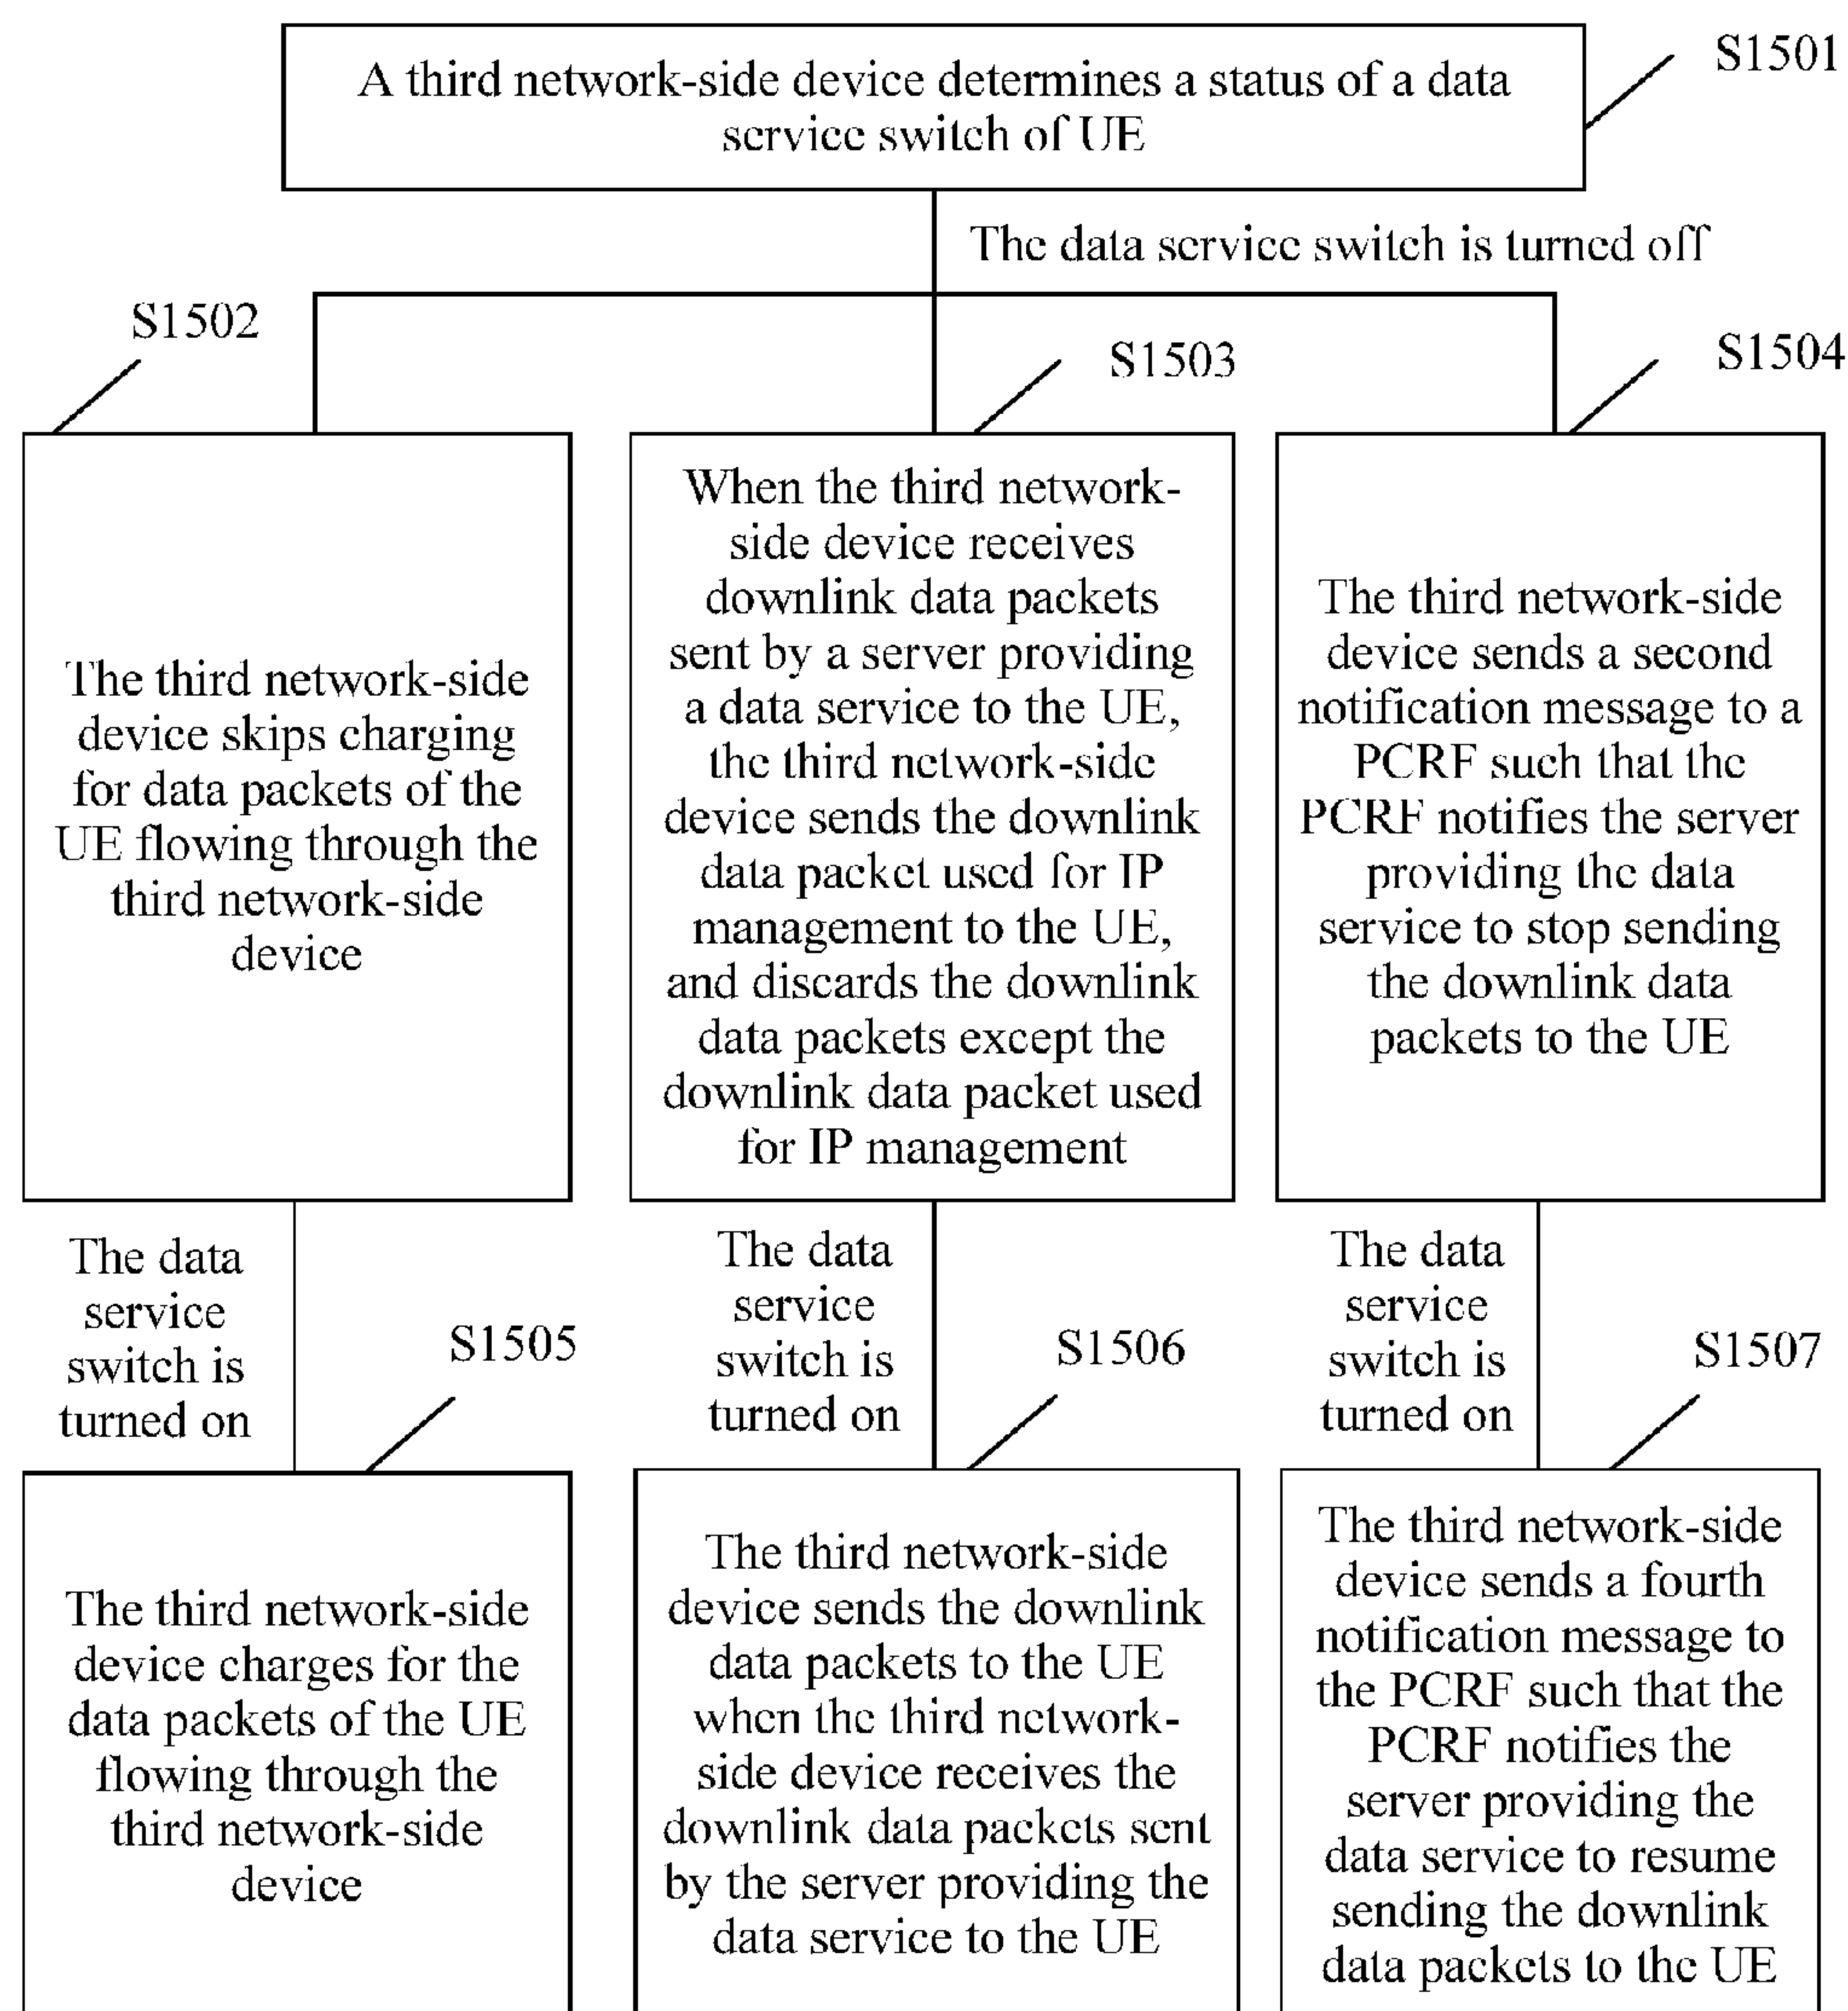 A third network-side device determines a status of a data
service switch of UE
S1501
The data service switch is turned off
S1502
S1503
S1504
The third network-side
device skips charging
for data packets of the
UE flowing through the
third network-side
device
When the third network-
side device receives
downlink data packets
sent by a server providing
a data service to the UE,
the third network-side
device sends the downlink
data packet used for IP
management to the UE,
and discards the downlink
data packets except the
downlink data packet used
for IP management
The third network-side
device sends a second
notification message to a
PCRF such that the
PCRF notifies the server
providing the data
service to stop sending
the downlink data
packets to the UE
The data
service
switch is
turned on
S1505
The data
service
switch is
turned on
S1506
The data
service
switch is
turned on
S1507
The third network-side
device charges for the
data packets of the UE
flowing through the
third network-side
device
The third network-side
device sends the downlink
data packets to the UE
when the third network-
side device receives the
downlink data packets sent
by the server providing the
data service to the UE
The third network-side
device sends a fourth
notification message to
the PCRF such that the
PCRF notifies the
server providing the
data service to resume
sending the downlink
data packets to the UE